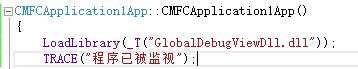 CMFCApplication1App::CMFCApplication1App()
{
LoadLibrary(_T("GlobalDebugViewDll.dll"));
TRACE("程序已被监视");